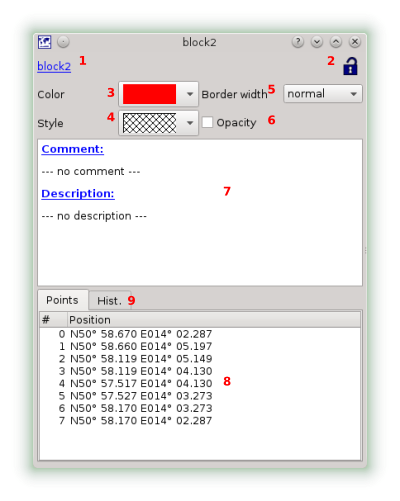 block2
block2 1 2
Color 3 Border width 5 normal
Style 4 Opacity 6
Comment:
--- no comment ---
Description: 7
--- no description ---
Points Hist. 9
# Position
0 N50° 58.670 E014° 02.287
1 N50° 58.660 E014° 05.197
2 N50° 58.119 E014° 05.149
3 N50° 58.119 E014° 04.130
4 N50° 57.517 E014° 04.130 8
5 N50° 57.527 E014° 03.273
6 N50° 58.170 E014° 03.273
7 N50° 58.170 E014° 02.287